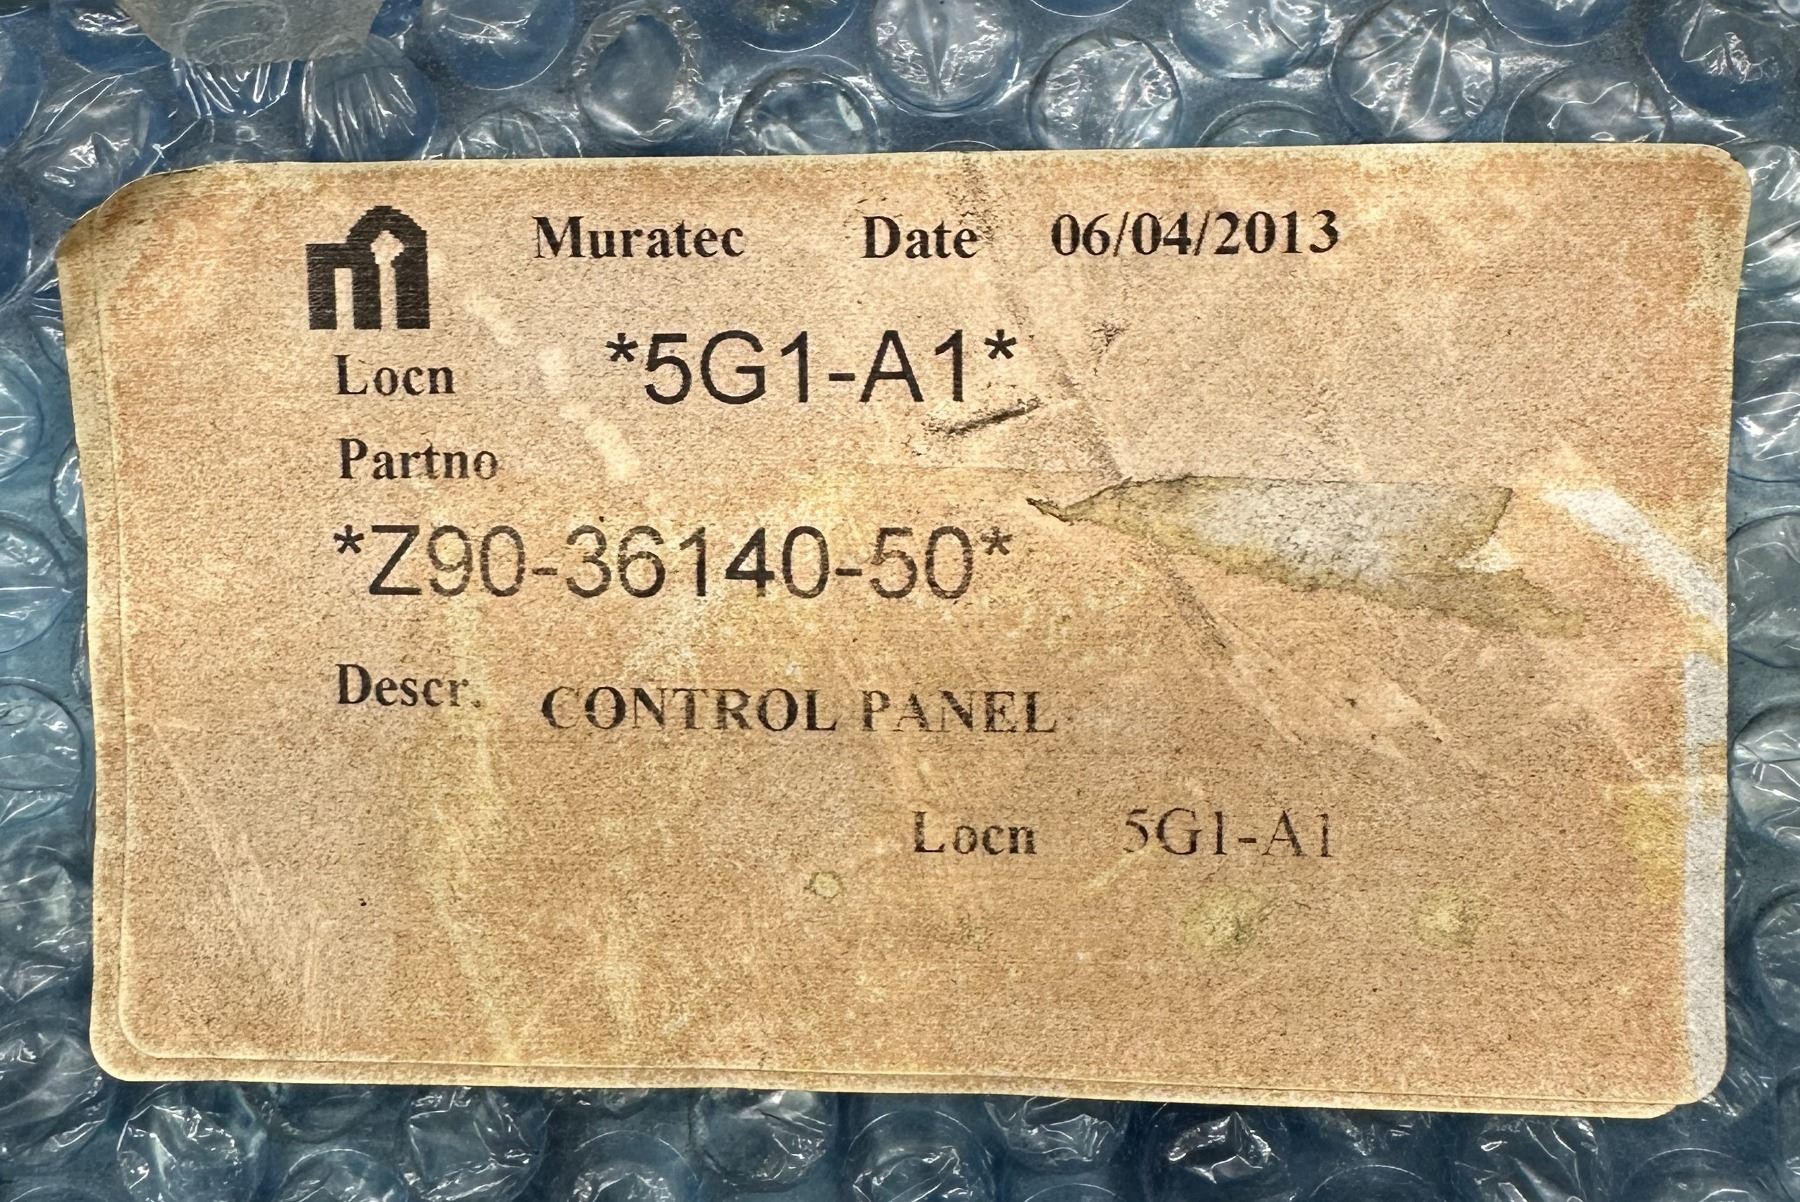 Muratec Date 06/04/2013
Locn *5G1-A1*
Partno
*Z90-36140-50*
Descr. CONTROL PANEL
Locn 5G1-A1